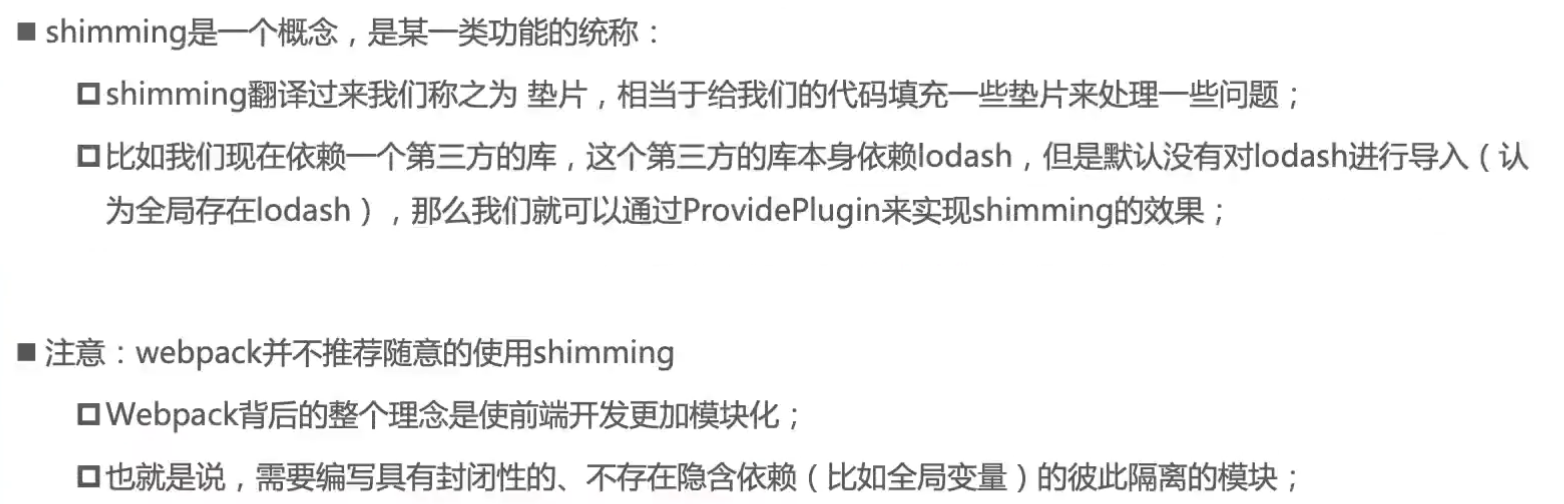 ■ shimming是一个概念，是某一类功能的统称：
❑ shimming翻译过来我们称之为 垫片，相当于给我们的代码填充一些垫片来处理一些问题；
❑ 比如我们现在依赖一个第三方的库，这个第三方的库本身依赖lodash，但是默认没有对lodash进行导入（认
为全局存在lodash），那么我们就可以通过ProvidePlugin来实现shimming的效果；
■ 注意：webpack并不推荐随意的使用shimming
❑ Webpack背后的整个理念是使前端开发更加模块化；
❑ 也就是说，需要编写具有封闭性的、不存在隐含依赖（比如全局变量）的彼此隔离的模块；